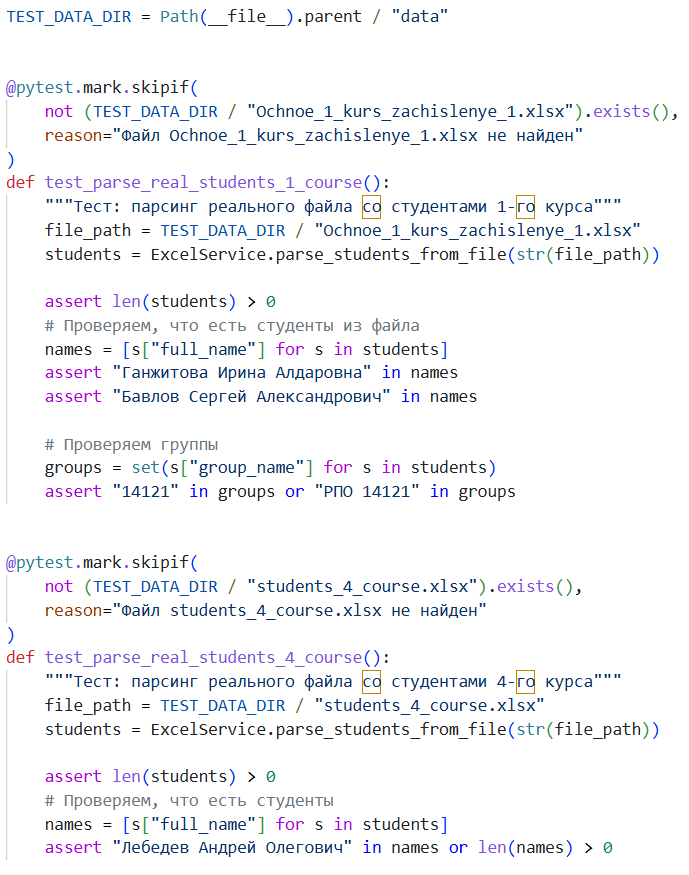 TEST_DATA_DIR = Path(__file__).parent / "data"
@pytest.mark.skipif(
    not (TEST_DATA_DIR / "Ochnoe_1_kurs_zachislenye_1.xlsx").exists(),
    reason="Файл Ochnoe_1_kurs_zachislenye_1.xlsx не найден"
)
def test_parse_real_students_1_course():
    """Тест: парсинг реального файла со студентами 1-го курса"""
    file_path = TEST_DATA_DIR / "Ochnoe_1_kurs_zachislenye_1.xlsx"
    students = ExcelService.parse_students_from_file(str(file_path))
    assert len(students) > 0
    # Проверяем, что есть студенты из файла
    names = [s["full_name"] for s in students]
    assert "Ганжитова Ирина Алдаровна" in names
    assert "Бавлов Сергей Александрович" in names
    # Проверяем группы
    groups = set(s["group_name"] for s in students)
    assert "14121" in groups or "РПО 14121" in groups
@pytest.mark.skipif(
    not (TEST_DATA_DIR / "students_4_course.xlsx").exists(),
    reason="Файл students_4_course.xlsx не найден"
)
def test_parse_real_students_4_course():
    """Тест: парсинг реального файла со студентами 4-го курса"""
    file_path = TEST_DATA_DIR / "students_4_course.xlsx"
    students = ExcelService.parse_students_from_file(str(file_path))
    assert len(students) > 0
    # Проверяем, что есть студенты
    names = [s["full_name"] for s in students]
    assert "Лебедев Андрей Олегович" in names or len(names) > 0